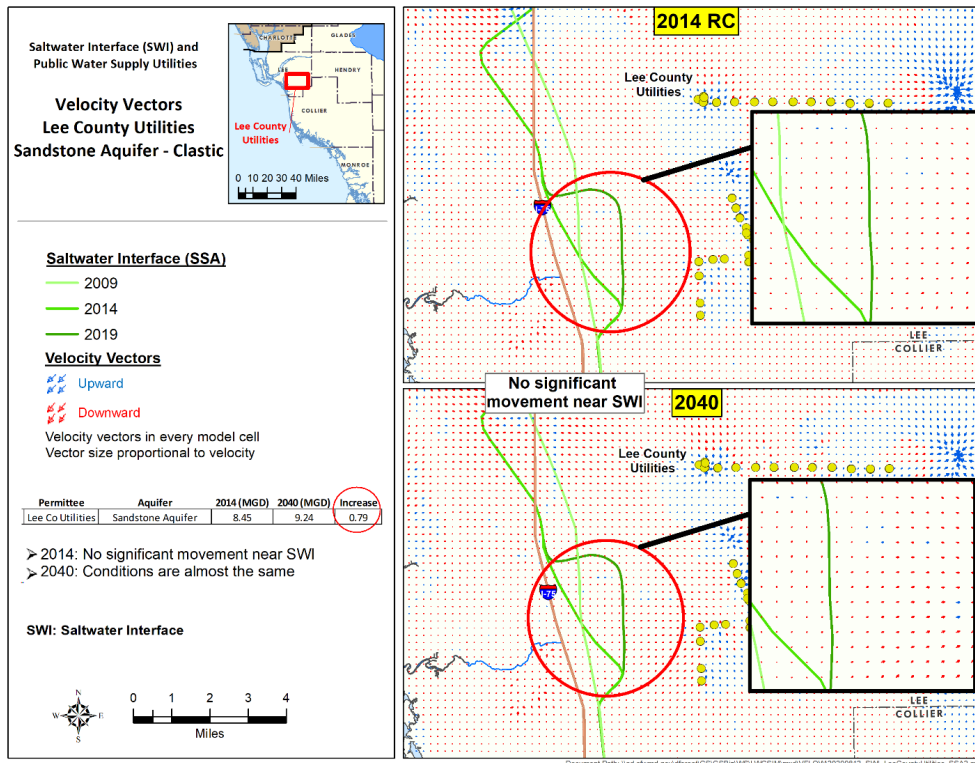 Saltwater Interface (SWI) and
Public Water Supply Utilities
Velocity Vectors
Lee County Utilities
Sandstone Aquifer - Clastic
CHARLOTTE
GLADES
LEE
HENDRY
COLLIER
MONROE
Lee County
Utilities
0 10 20 30 40 Miles
Saltwater Interface (SSA)
2009
2014
2019
Velocity Vectors
Upward
Downward
Velocity vectors in every model cell
Vector size proportional to velocity
Permittee Aquifer 2014 (MGD) 2040 (MGD) Increase
Lee Co Utilities Sandstone Aquifer 8.45 9.24 0.79
➢ 2014: No significant movement near SWI
➢ 2040: Conditions are almost the same
SWI: Saltwater Interface
N
W E
S
0 1 2 3 4
Miles
2014 RC
Lee County
Utilities
LEE
COLLIER
No significant
movement near SWI
2040
Lee County
Utilities
I-75
LEE
COLLIER